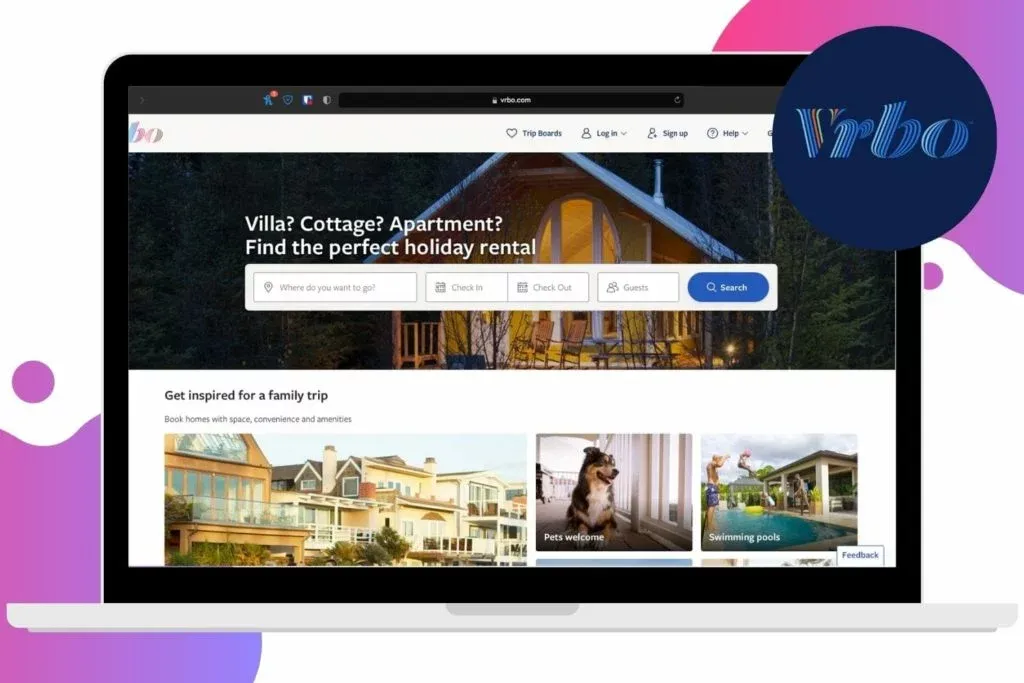 vrbo.com
Vrbo
Trip Boards
Log in
Sign up
Help
Villa? Cottage? Apartment?
Find the perfect holiday rental
Where do you want to go?
Check In
Check Out
Guests
Search
Get inspired for a family trip
Book homes with space, convenience and amenities
Pets welcome
Swimming pools
Feedback